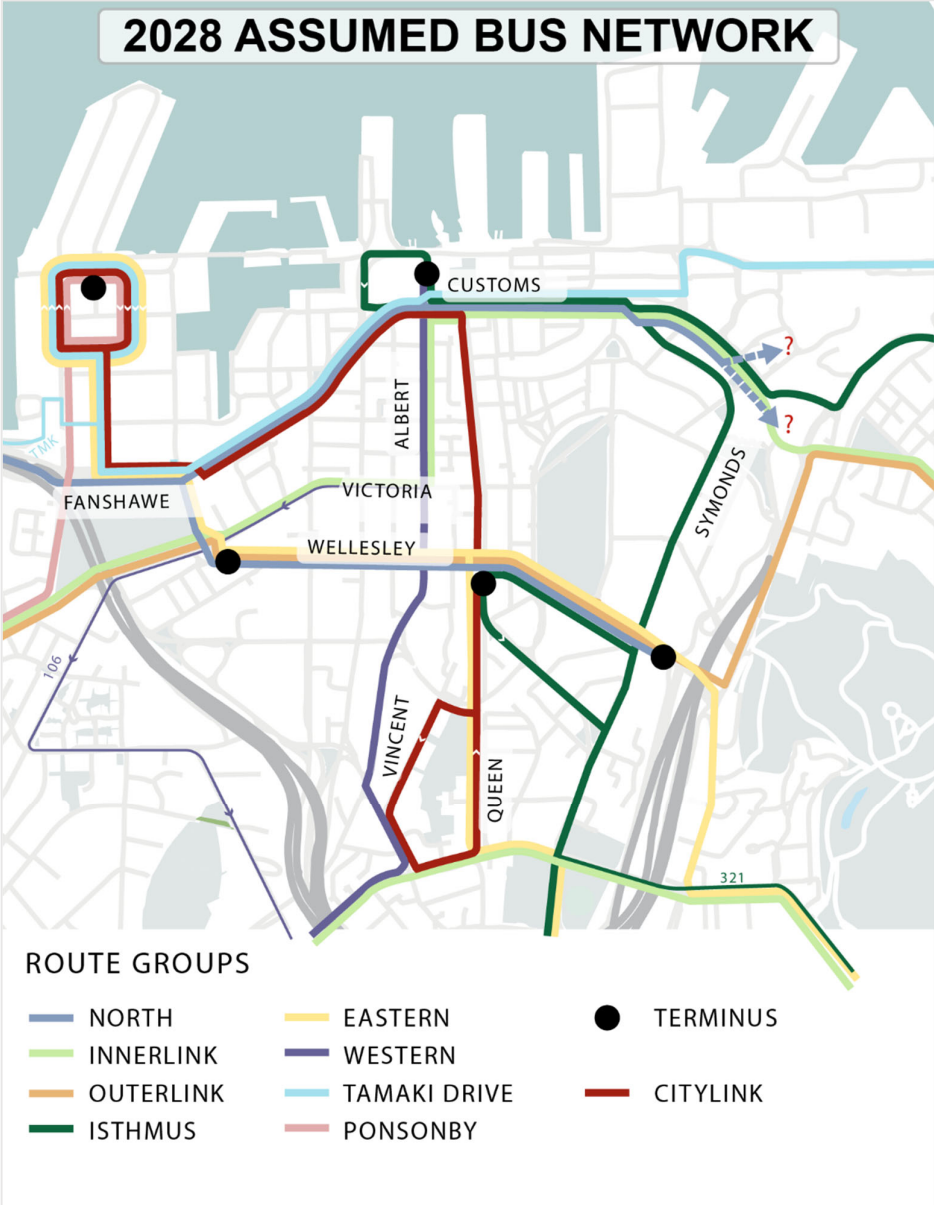 2028 ASSUMED BUS NETWORK
CUSTOMS
?
?
ALBERT
TMK
SYMONDS
FANSHAWE
VICTORIA
WELLESLEY
106
VINCENT
QUEEN
321
ROUTE GROUPS
NORTH
EASTERN
TERMINUS
INNERLINK
WESTERN
OUTERLINK
TAMAKI DRIVE
CITYLINK
ISTHMUS
PONSONBY